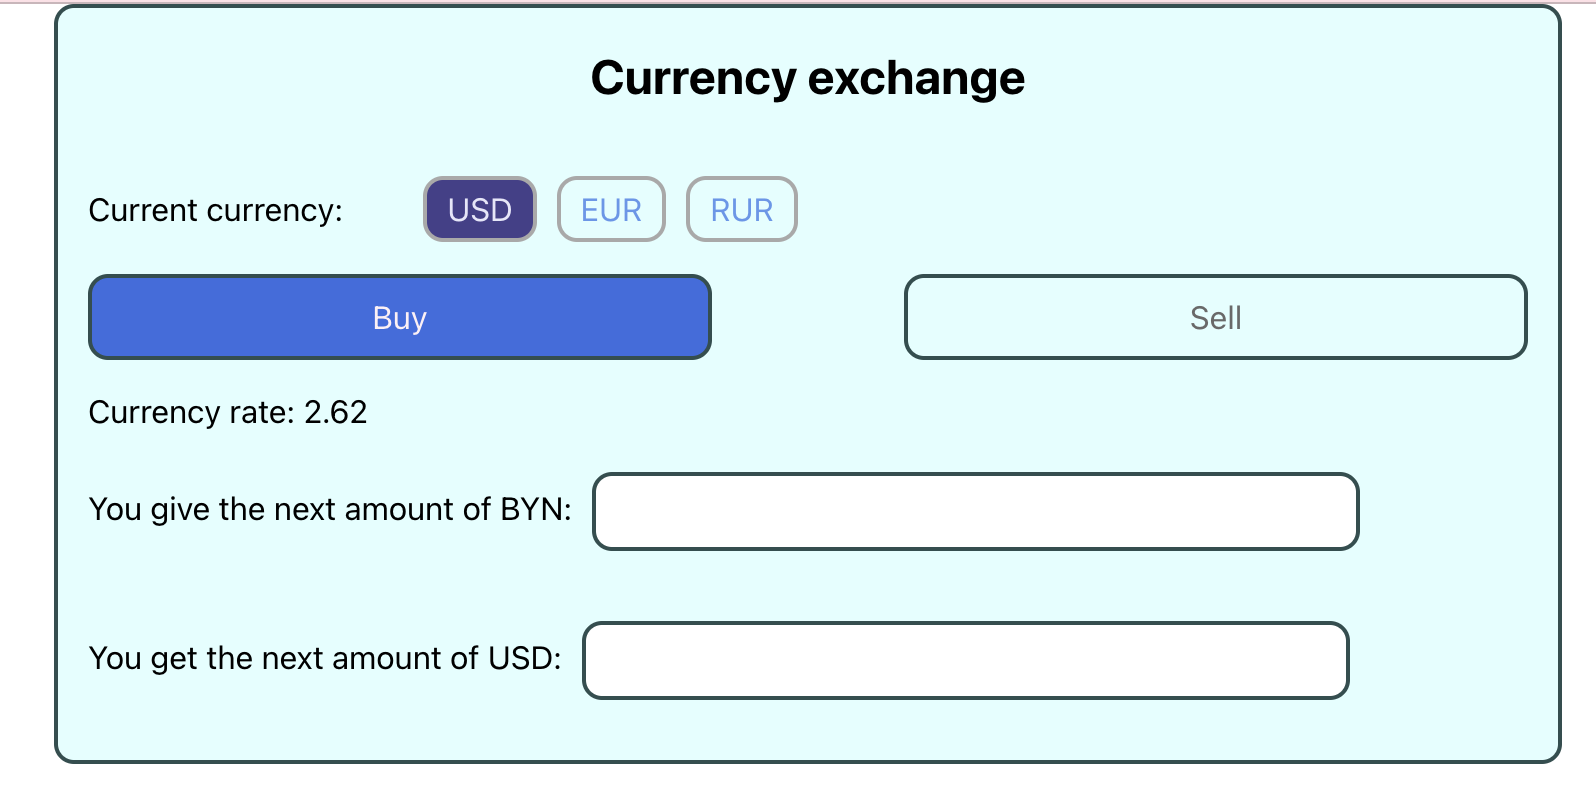 Currency exchange
Current currency: USD EUR RUR
Buy Sell
Currency rate: 2.62
You give the next amount of BYN:
You get the next amount of USD: